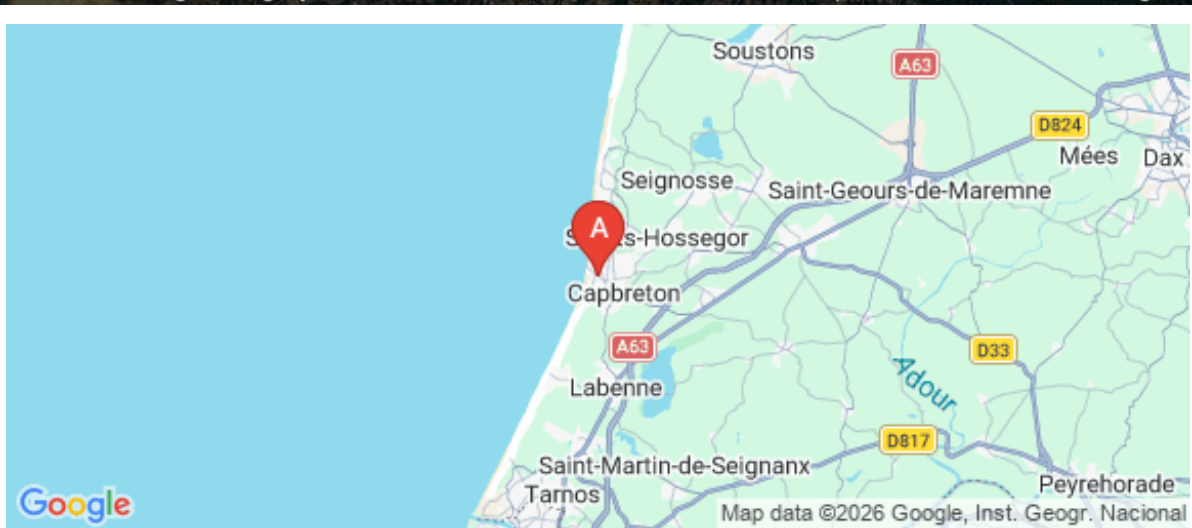 Soustons
A63
D824
Mées
Dax
Seignosse
Saint-Geours-de-Maremne
A
s-Hossegor
Capbreton
A63
D33
Labenne
Adour
D817
Saint-Martin-de-Seignanx
Tarnos
Peyrehorade
Google
Map data ©2026 Google, Inst. Geogr. Nacional